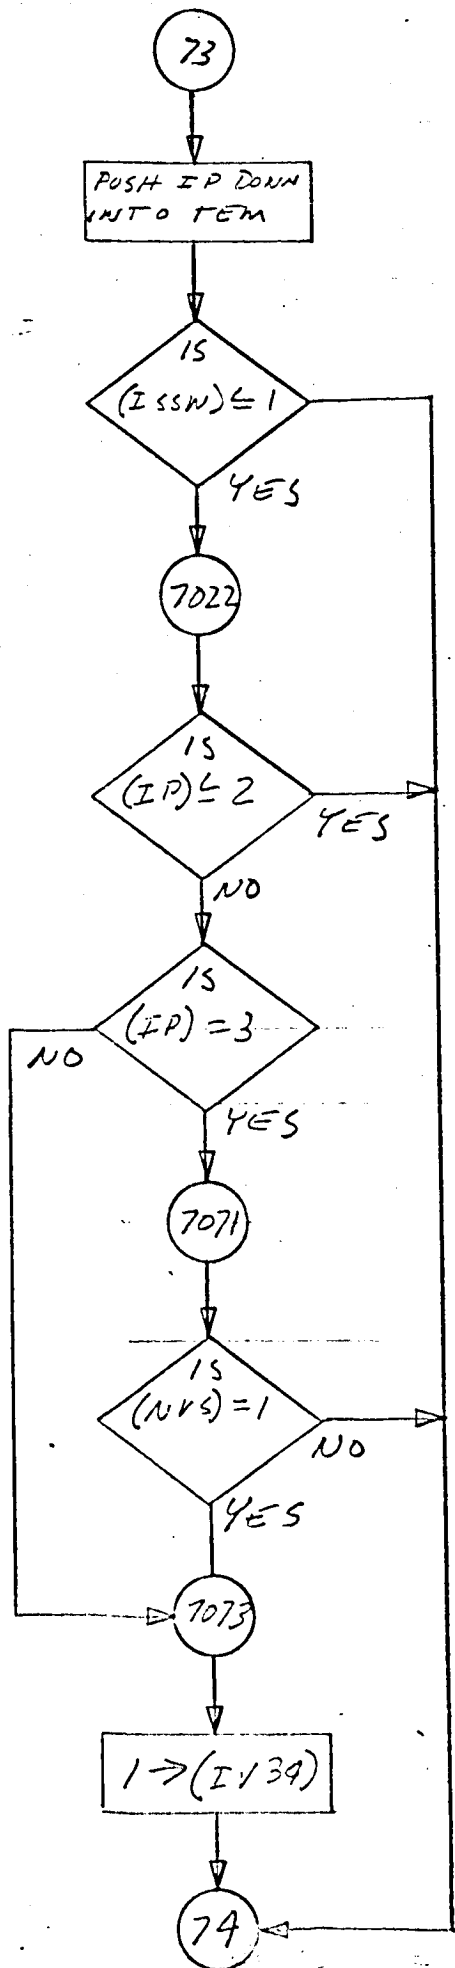 73
PUSH IP DOWN
INTO TEM
IS
(ISSW) ≤ 1
YES
7022
IS
(IP) ≤ 2
YES
NO
IS
(IP) = 3
NO
YES
7071
IS
(NVS) = 1
NO
YES
7073
1 → (IV34)
74